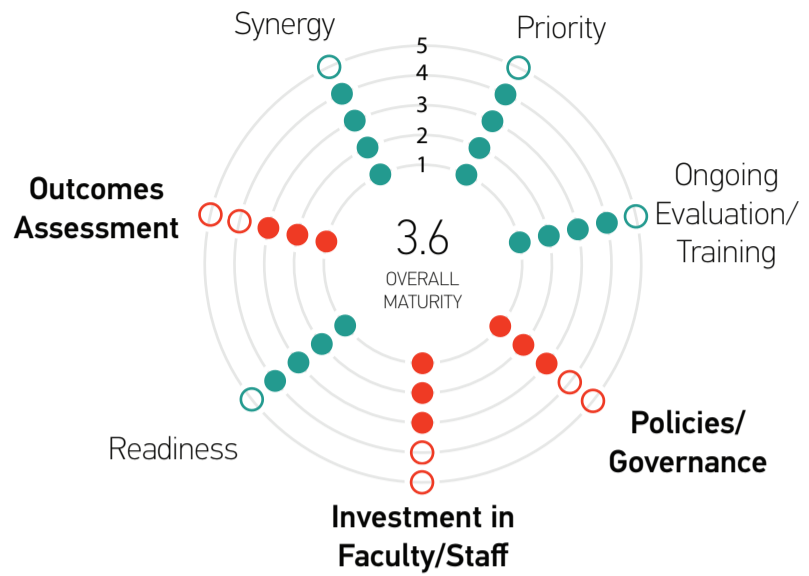 Synergy
Priority
5
4
3
2
1
Ongoing
Evaluation/
Training
Outcomes
Assessment
3.6
OVERALL
MATURITY
Readiness
Policies/
Governance
Investment in
Faculty/Staff